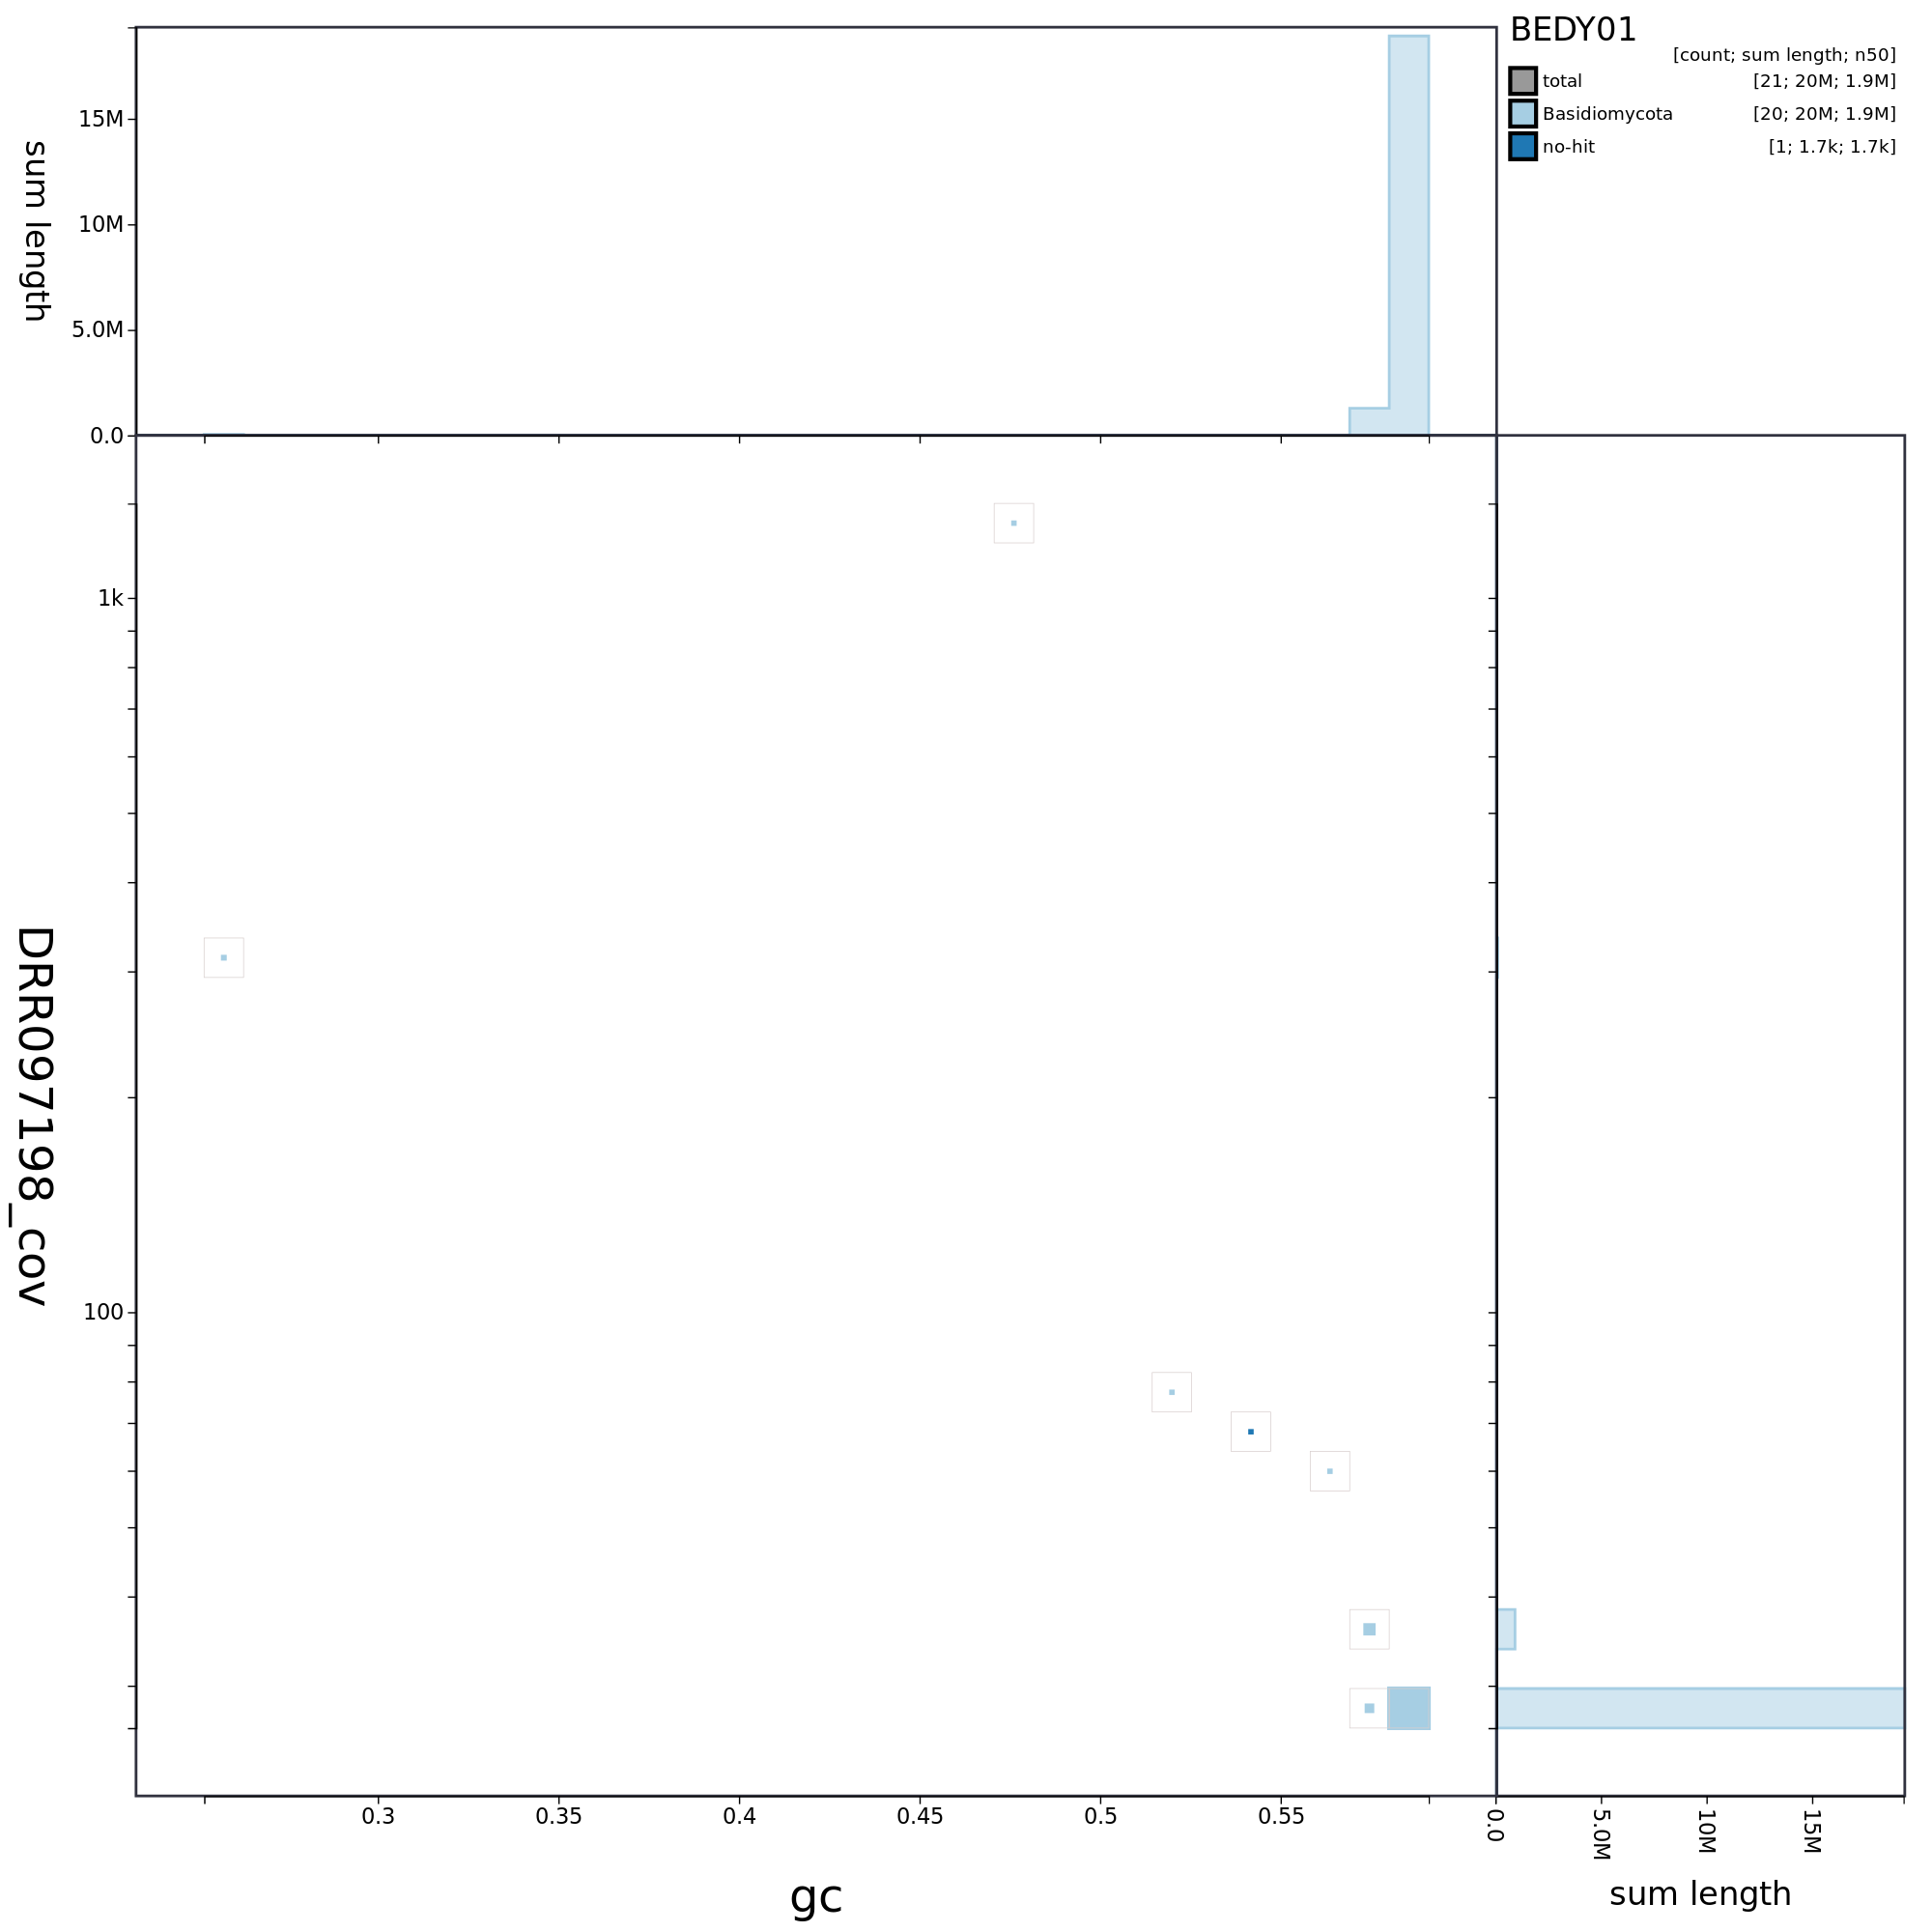 BEDY01
[count; sum length; n50]
total [21; 20M; 1.9M]
Basidiomycota [20; 20M; 1.9M]
no-hit [1; 1.7k; 1.7k]
sum length
15M
10M
5.0M
0.0
DRR097198_cov
1k
100
0.3 0.35 0.4 0.45 0.5 0.55
gc
0.0 5.0M 10M 15M
sum length